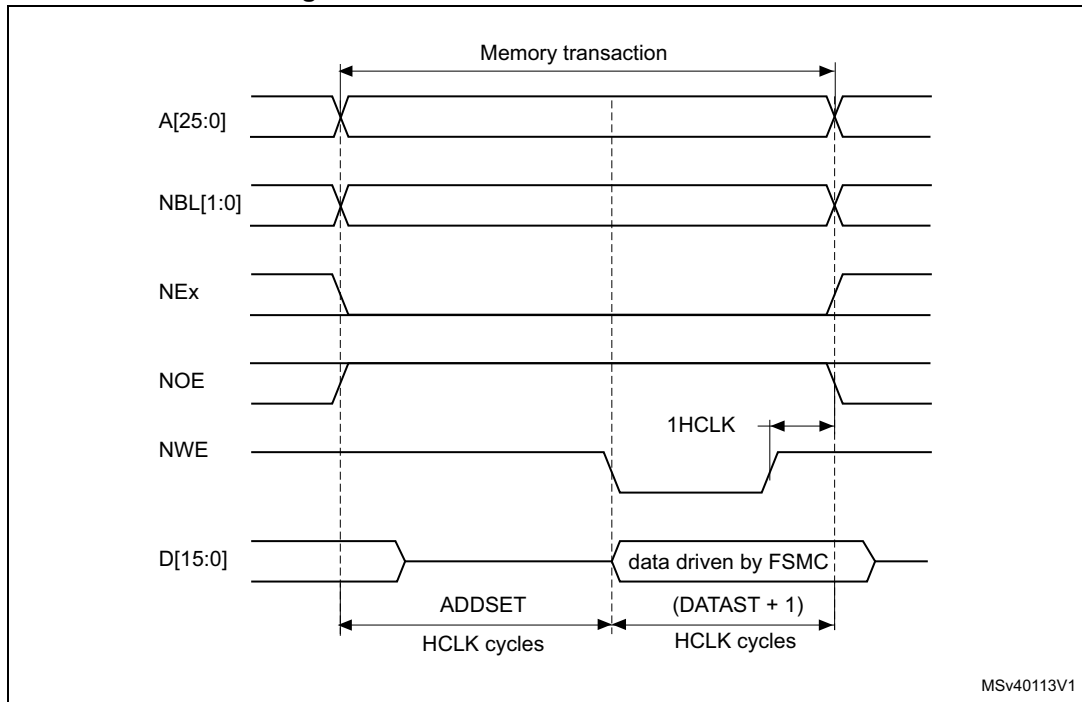 Memory transaction
A[25:0]
NBL[1:0]
NEx
NOE
1HCLK
NWE
D[15:0]
data driven by FSMC
ADDSET
(DATAST + 1)
HCLK cycles
HCLK cycles
MSv40113V1